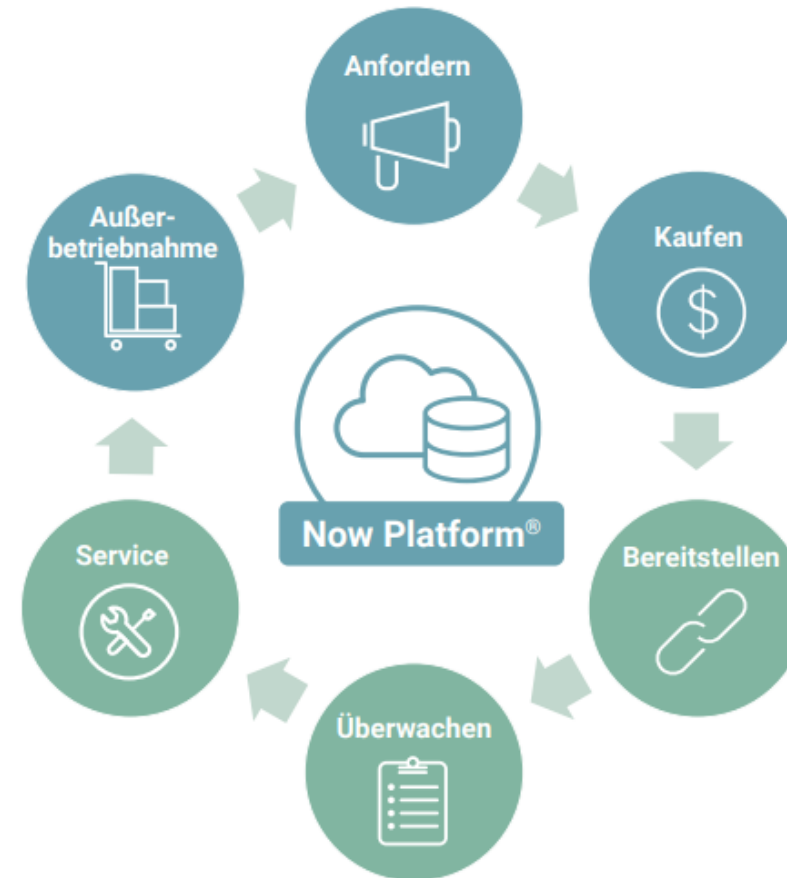 Anfordern
Kaufen
Bereitstellen
Überwachen
Service
Außer-
betriebnahme
$
Now Platform®